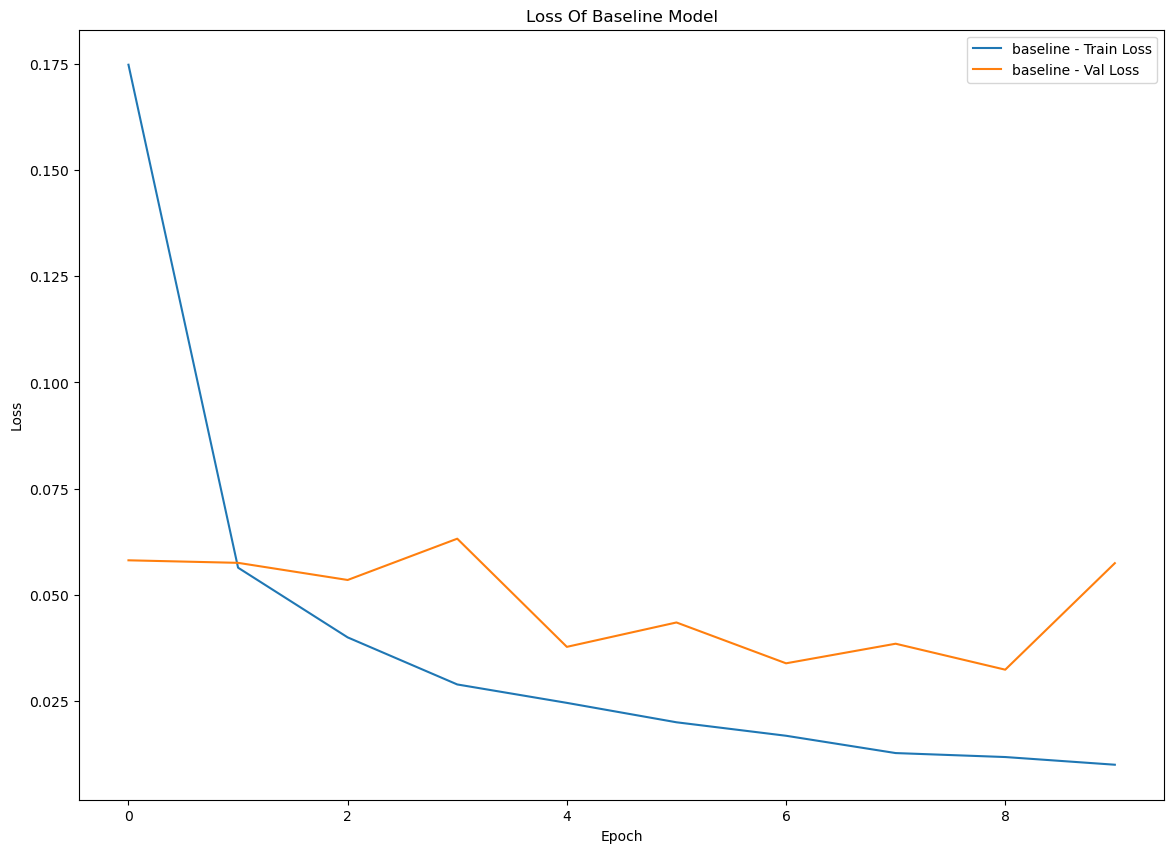 Loss Of Baseline Model
baseline - Train Loss
baseline - Val Loss
0.175
0.150
0.125
0.100
0.075
0.050
0.025
Loss
0 2 4 6 8
Epoch